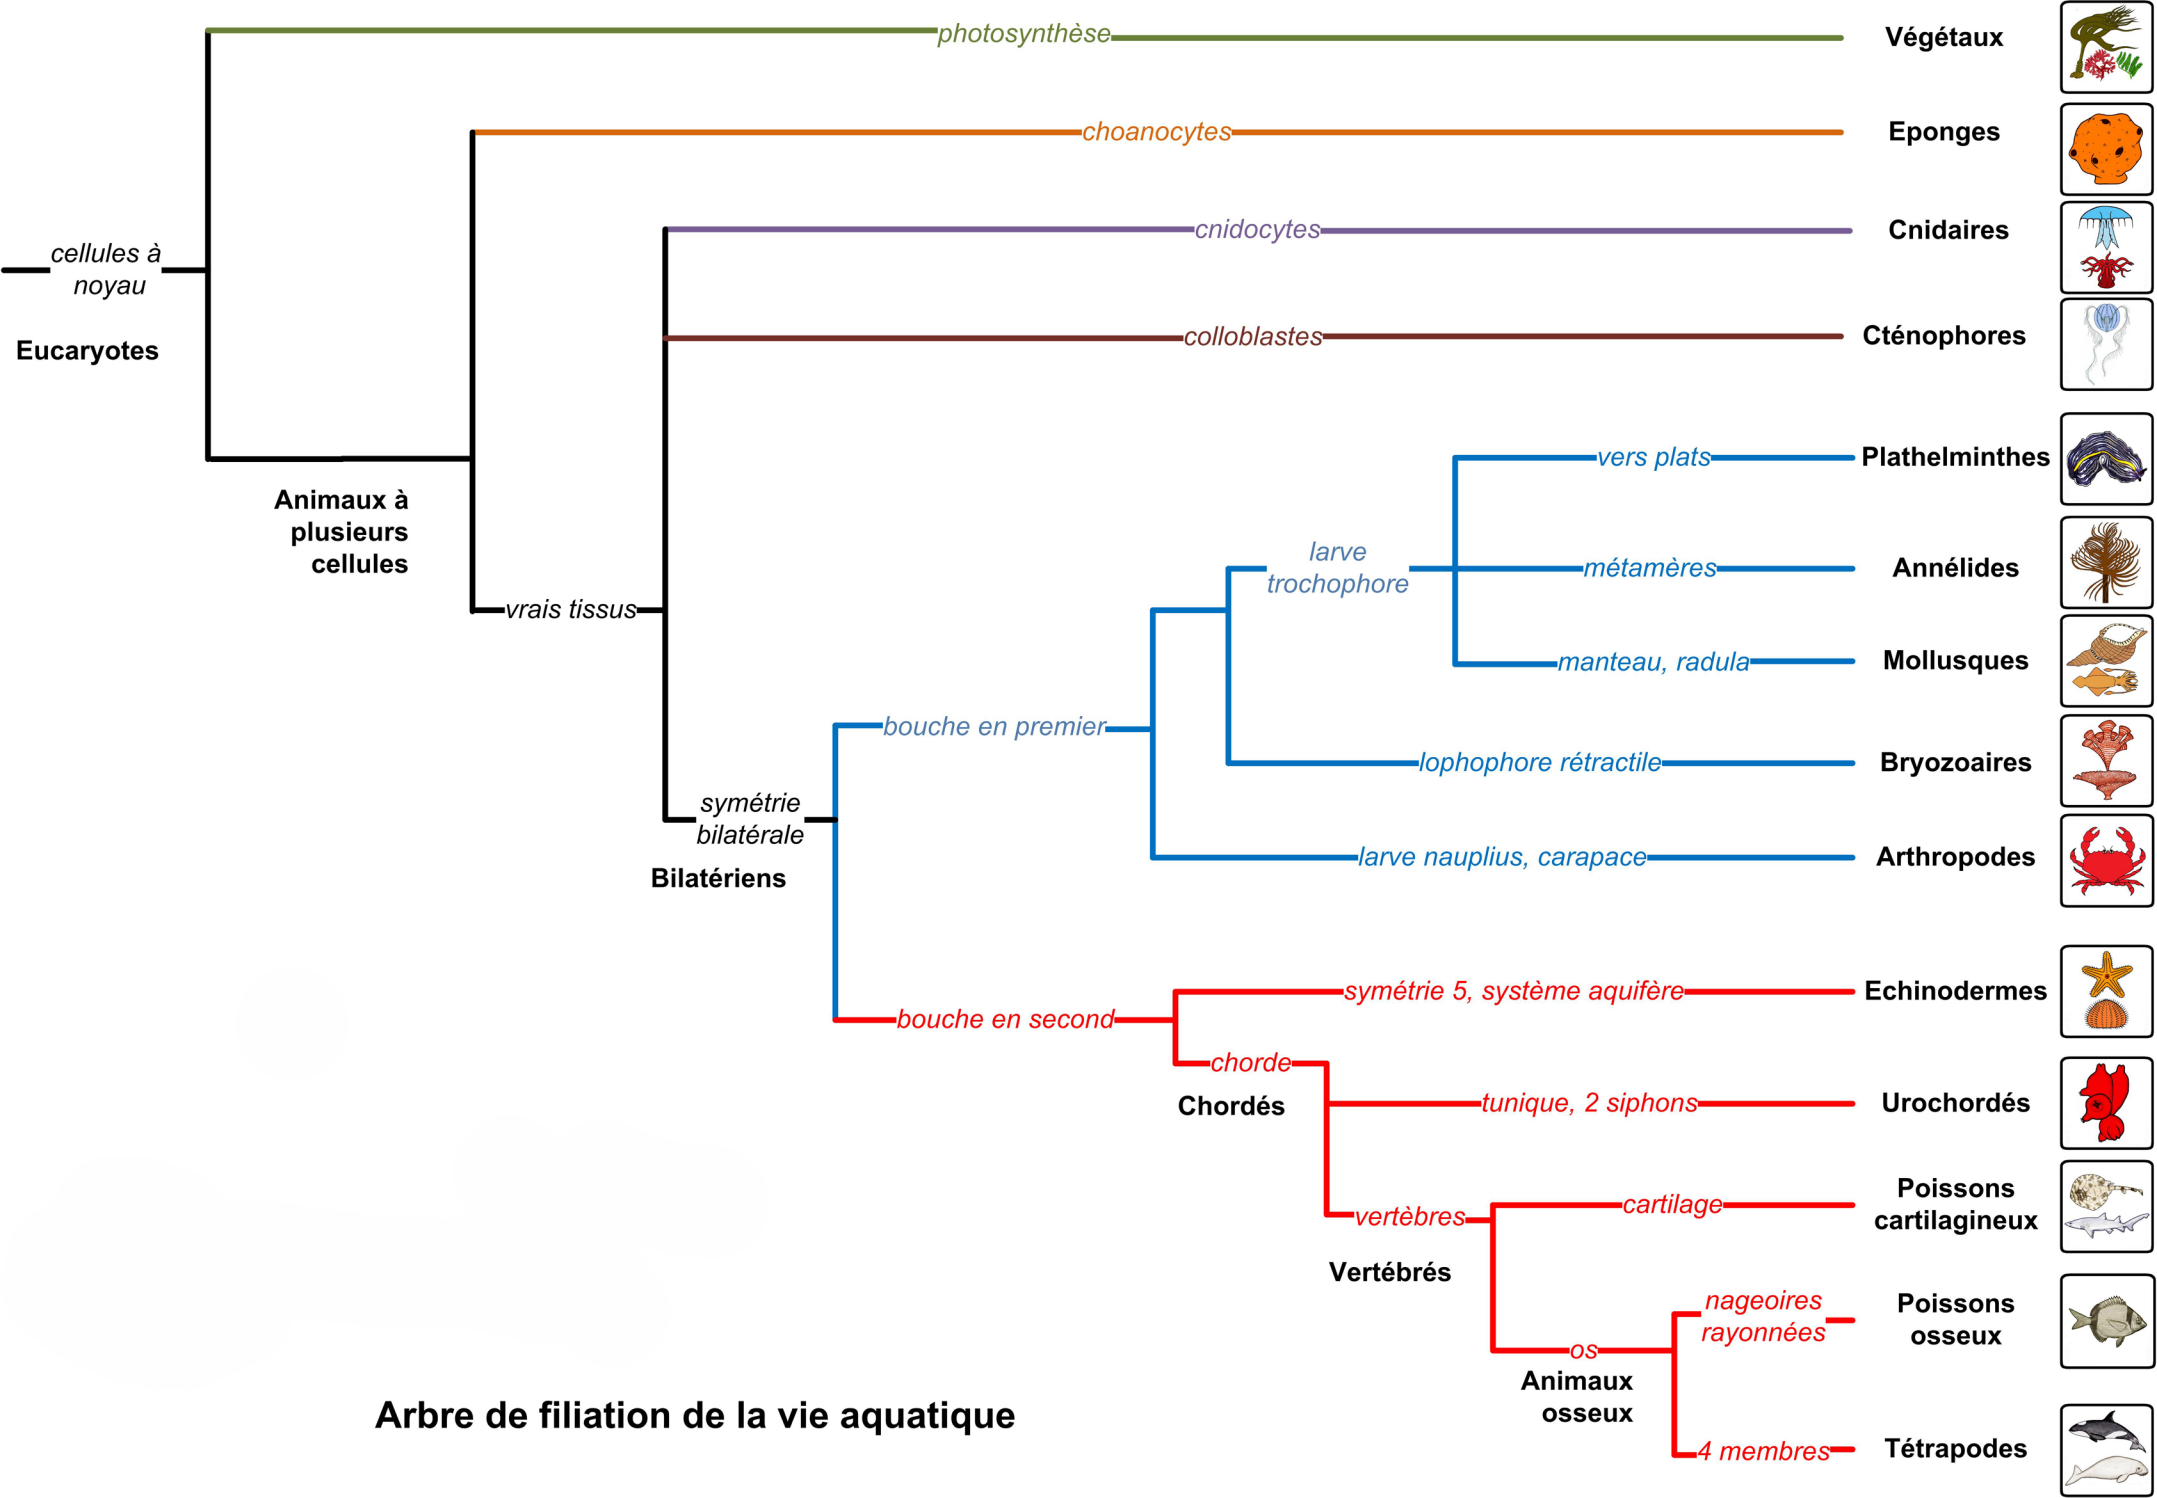 photosynthèse
Végétaux
choanocytes
Eponges
cellules à
noyau
Eucaryotes
cnidocytes
Cnidaires
colloblastes
Cténophores
Animaux à
plusieurs
cellules
vrais tissus
vers plats
Plathelminthes
larve
trochophore
métamères
Annélides
manteau, radula
Mollusques
bouche en premier
lophophore rétractile
Bryozoaires
symétrie
bilatérale
Bilatériens
larve nauplius, carapace
Arthropodes
bouche en second
symétrie 5, système aquifère
Echinodermes
chorde
Chordés
tunique, 2 siphons
Urochordés
vertèbres
Vertébrés
cartilage
Poissons
cartilagineux
nageoires
rayonnées
Poissons
osseux
os
Animaux
osseux
4 membres
Tétrapodes
Arbre de filiation de la vie aquatique